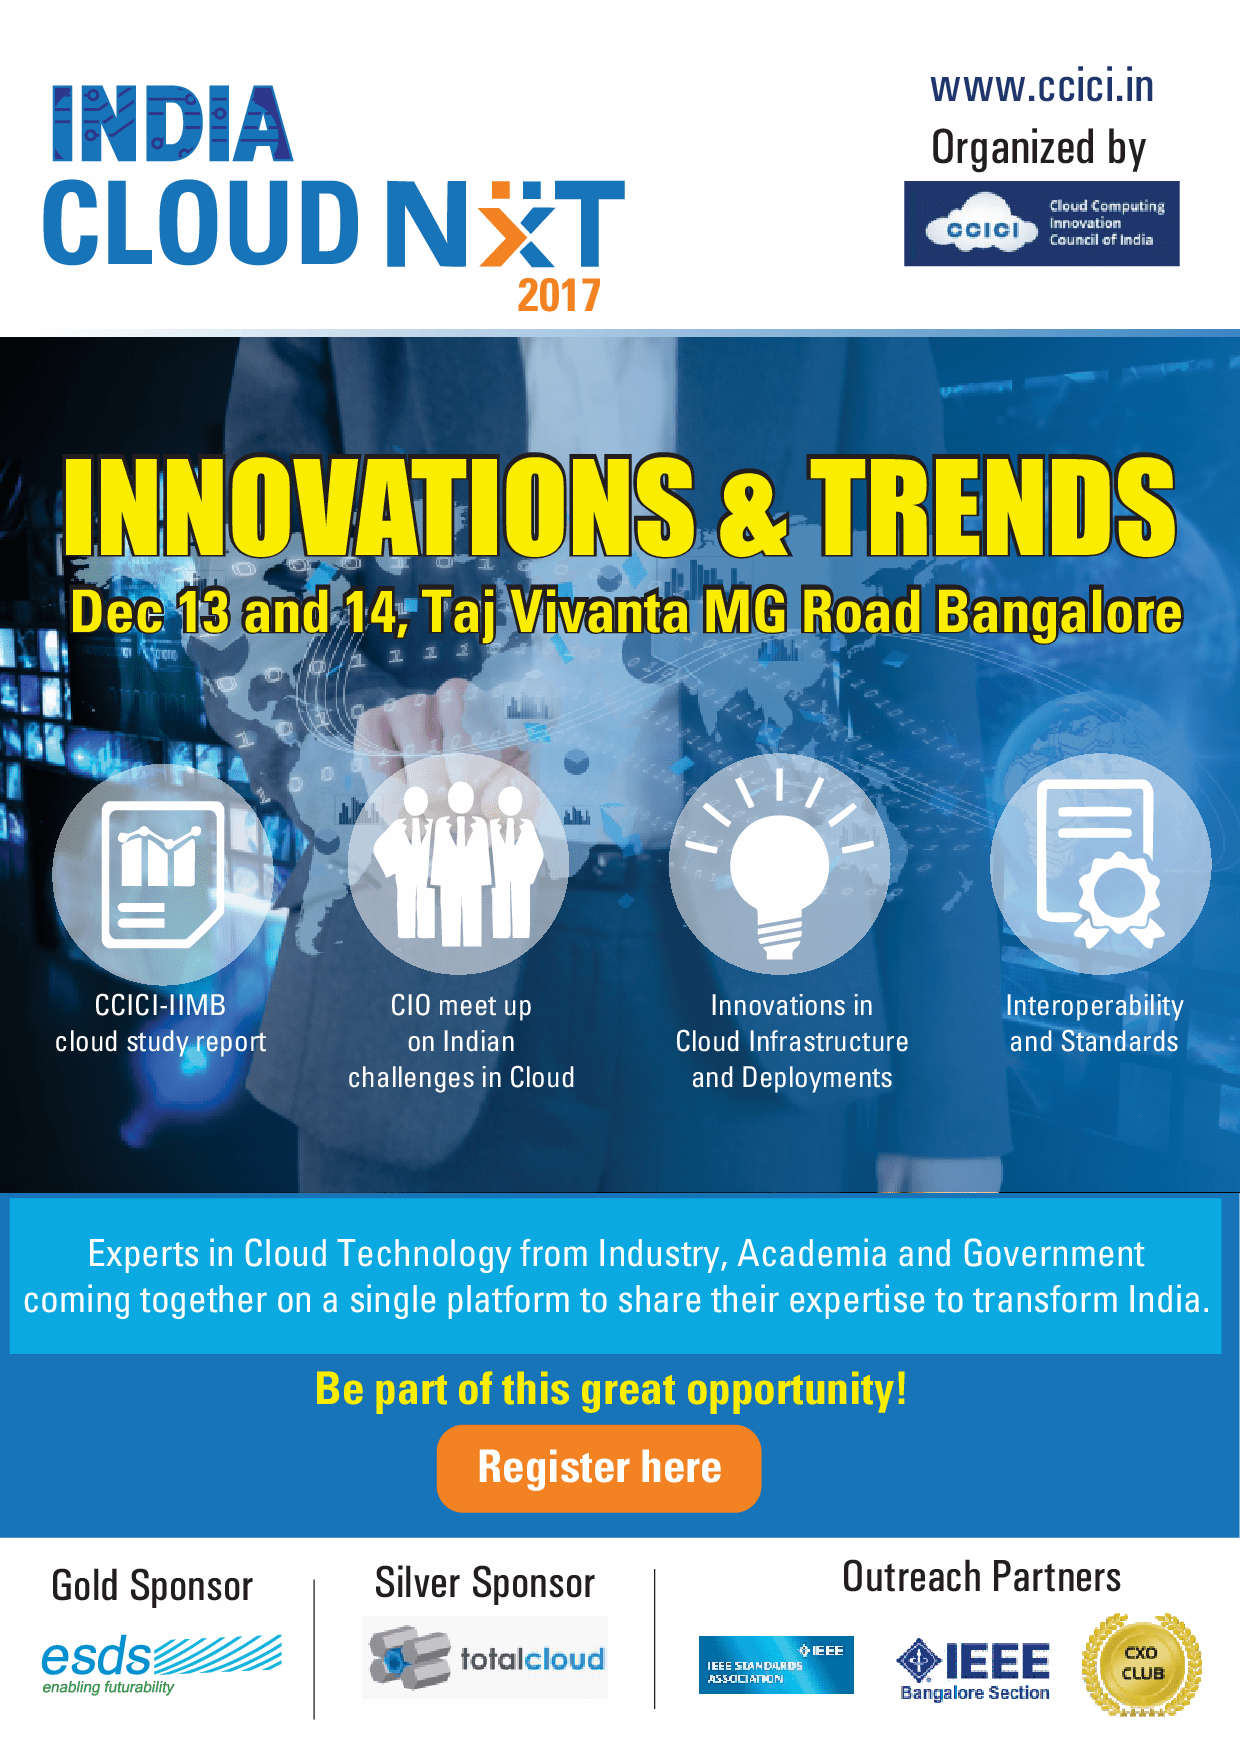 INDIA
CLOUD NXT
2017
www.ccici.in
Organized by
CCICI
Cloud Computing
Innovation
Council of India
INNOVATIONS & TRENDS
Dec 13 and 14, Taj Vivanta MG Road Bangalore
CCICI-IIMB
cloud study report
CIO meet up
on Indian
challenges in Cloud
Innovations in
Cloud Infrastructure
and Deployments
Interoperability
and Standards
Experts in Cloud Technology from Industry, Academia and Government
coming together on a single platform to share their expertise to transform India.
Be part of this great opportunity!
Register here
Gold Sponsor
esds
enabling futurability
Silver Sponsor
totalcloud
Outreach Partners
IEEE
IEEE STANDARDS
ASSOCIATION
IEEE
Bangalore Section
CXO
CLUB